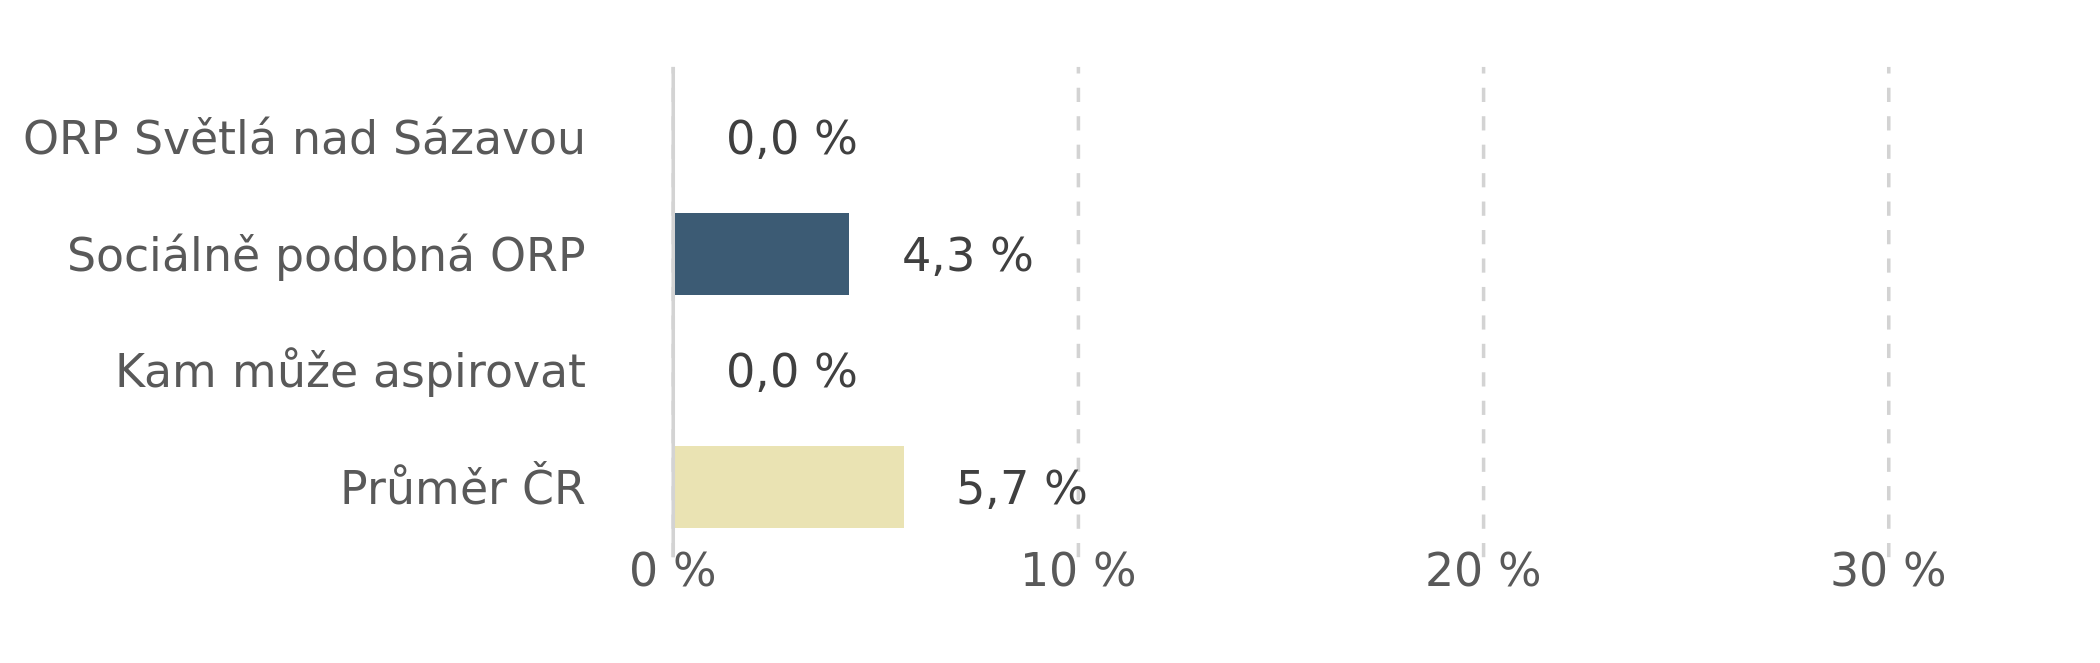 ORP Světlá nad Sázavou 0,0 %
Sociálně podobná ORP 4,3 %
Kam může aspirovat 0,0 %
Průměr ČR 5,7 %
0 % 10 % 20 % 30 %